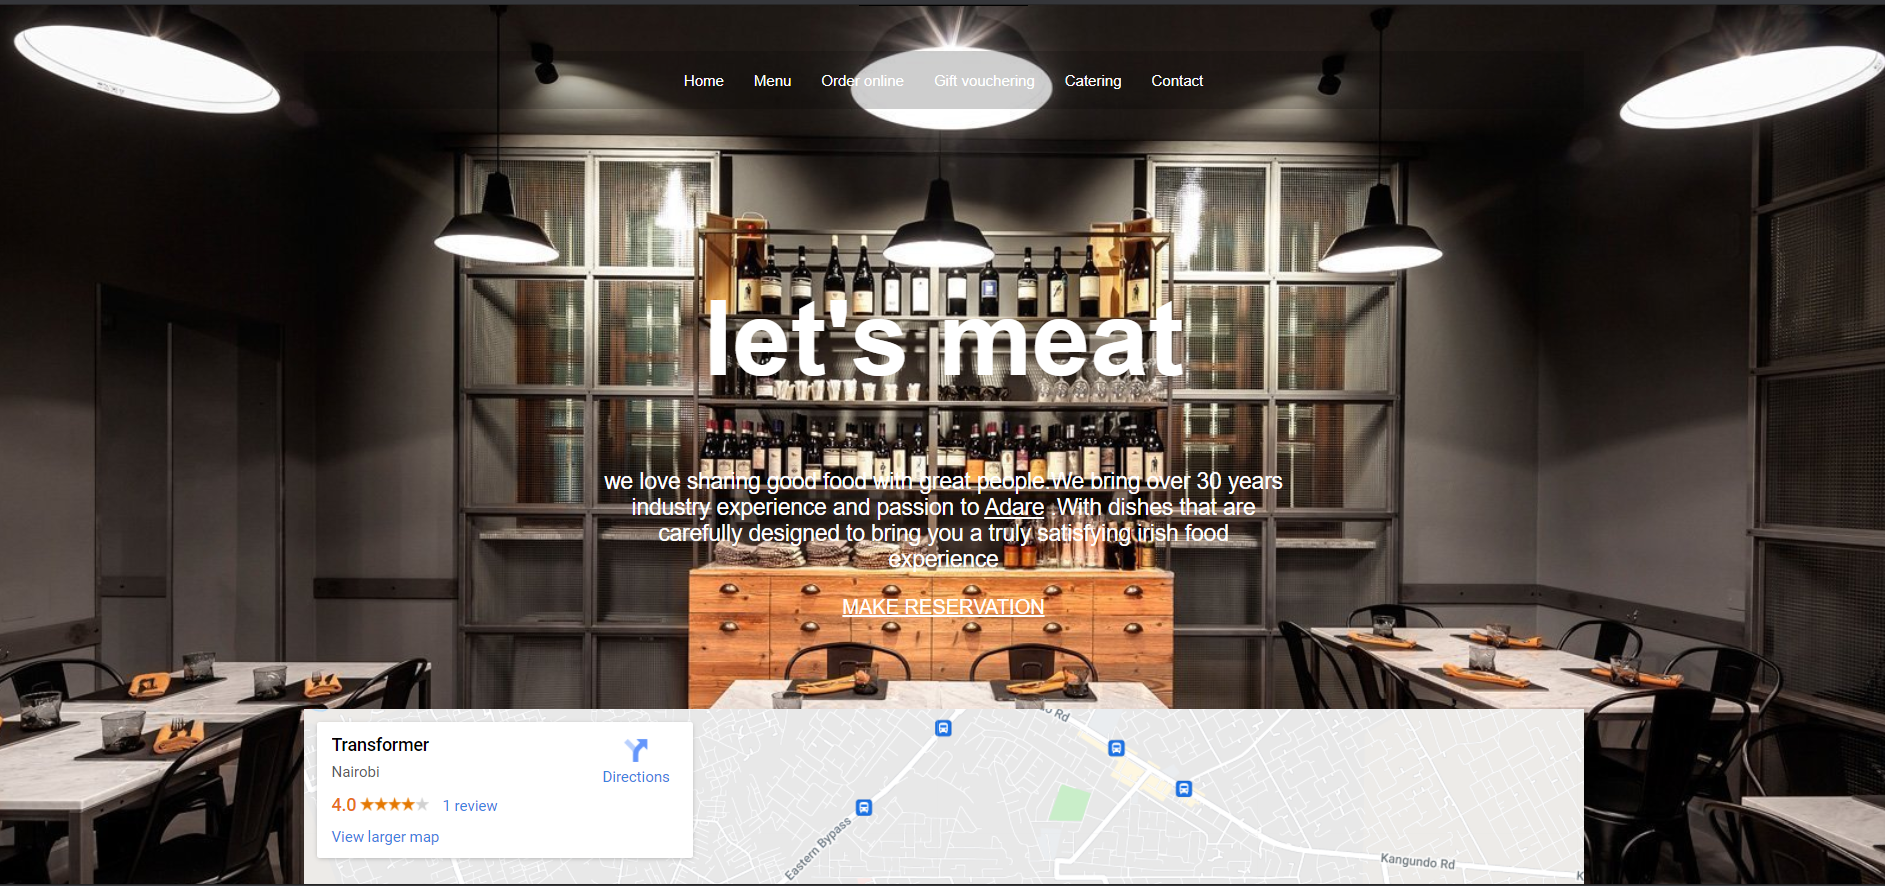 Home Menu Order online Gift vouchering Catering Contact
let's meat
we love sharing good food with great people.We bring over 30 years
industry experience and passion to Adare .With dishes that are
carefully designed to bring you a truly satisfying irish food
experience
MAKE RESERVATION
Transformer
Nairobi
Directions
4.0 1 review
View larger map
Rd
Eastern Bypass
Kangundo Rd